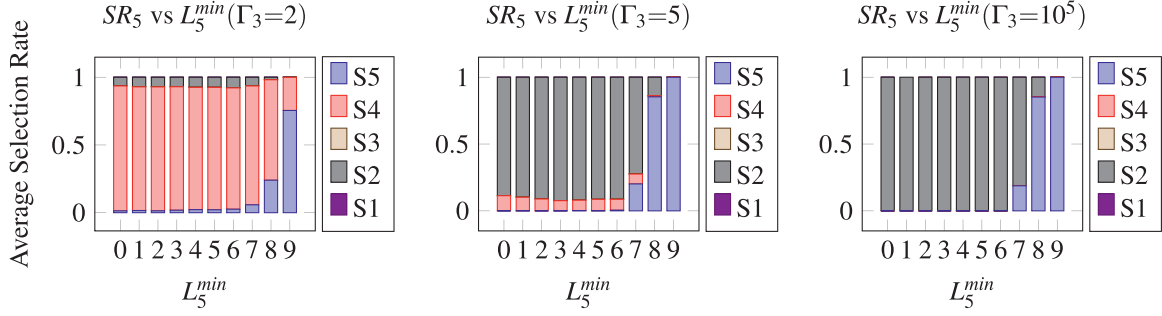 SR₅ vs L₅ᵐⁱⁿ(Γ₃=2)
Average Selection Rate
1
0.5
0
0 1 2 3 4 5 6 7 8 9
L₅ᵐⁱⁿ
S5
S4
S3
S2
S1
SR₅ vs L₅ᵐⁱⁿ(Γ₃=5)
1
0.5
0
0 1 2 3 4 5 6 7 8 9
L₅ᵐⁱⁿ
S5
S4
S3
S2
S1
SR₅ vs L₅ᵐⁱⁿ(Γ₃=10⁵)
1
0.5
0
0 1 2 3 4 5 6 7 8 9
L₅ᵐⁱⁿ
S5
S4
S3
S2
S1